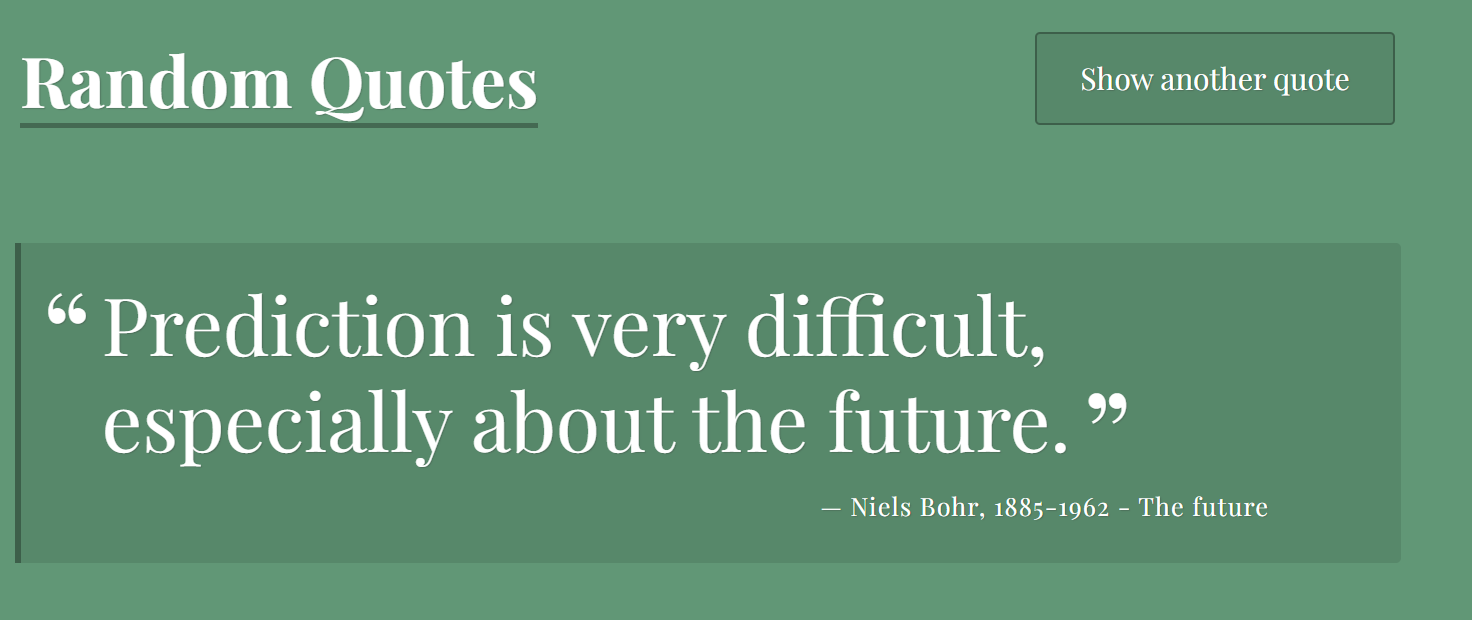 Random Quotes
Show another quote
“ Prediction is very difficult,
especially about the future. ”
— Niels Bohr, 1885-1962 - The future